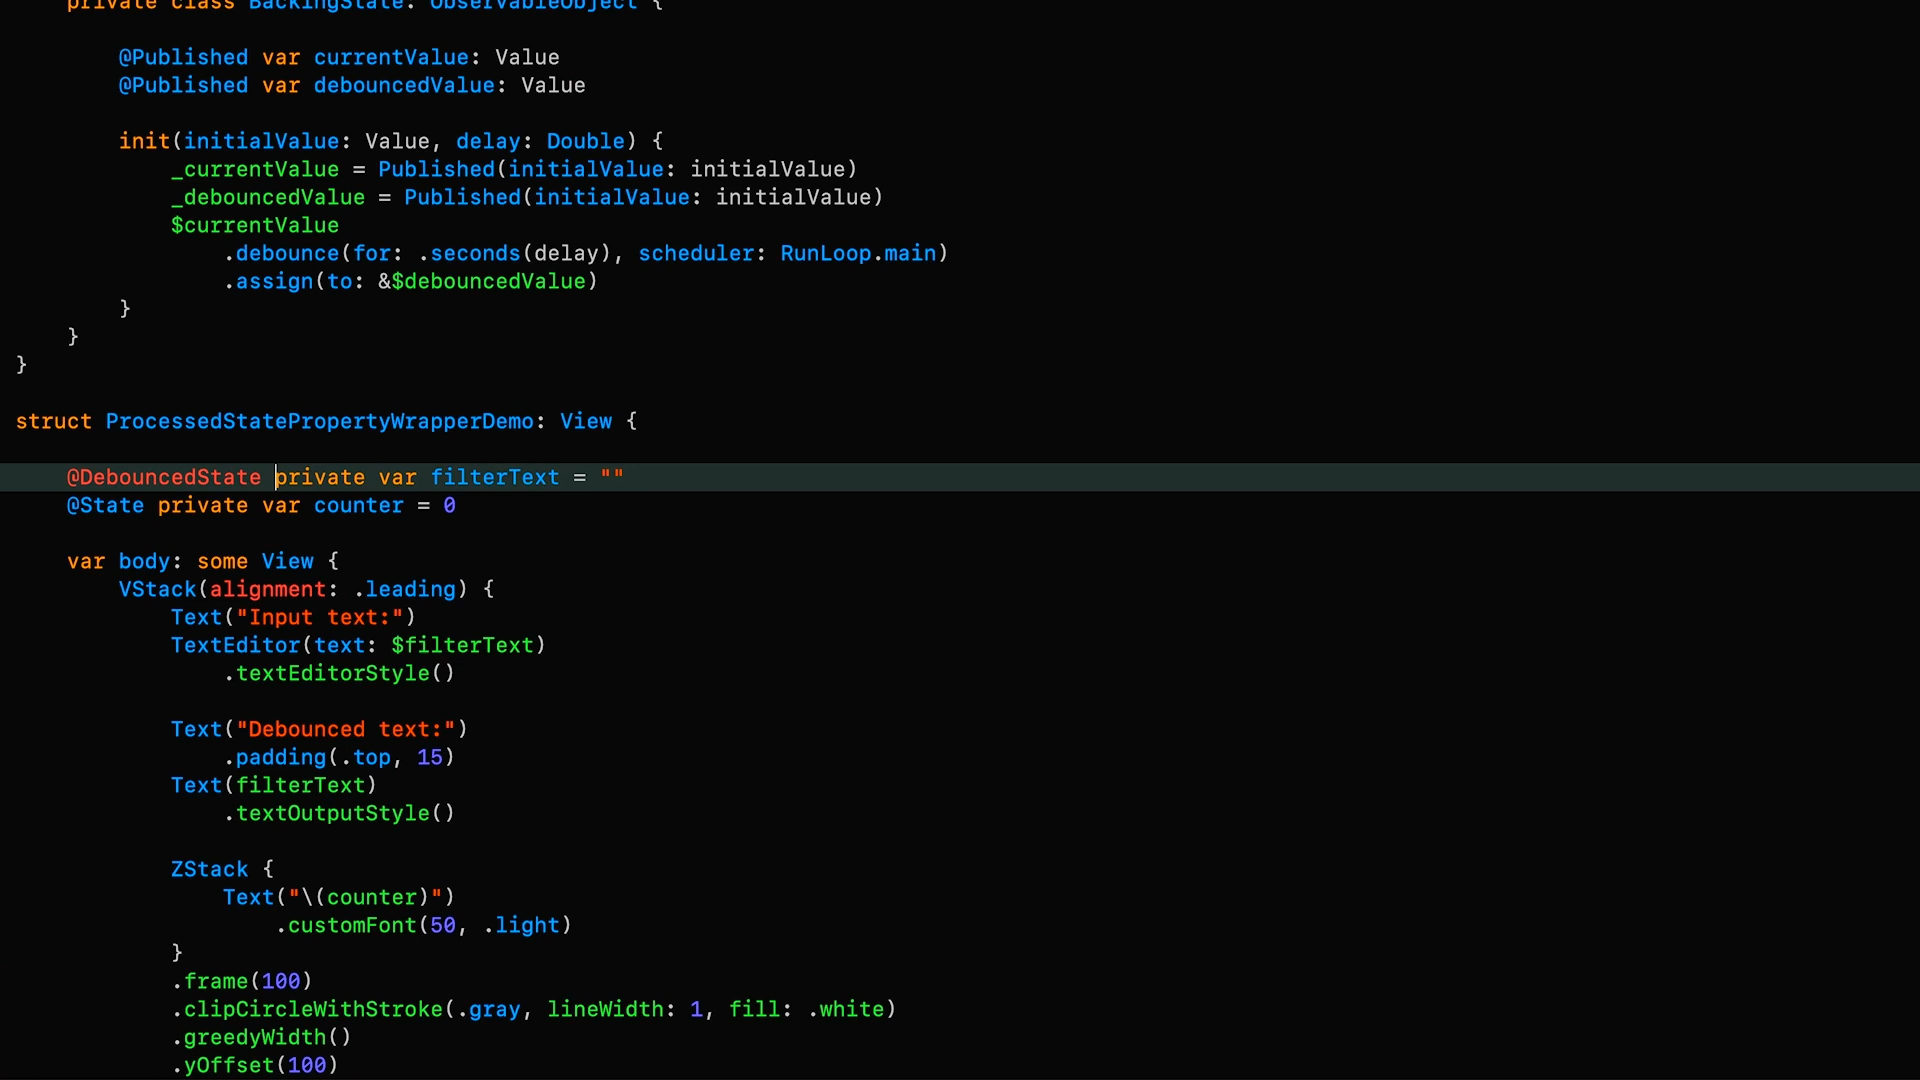 private class BackingState: ObservableObject {
@Published var currentValue: Value
@Published var debouncedValue: Value
init(initialValue: Value, delay: Double) {
_currentValue = Published(initialValue: initialValue)
_debouncedValue = Published(initialValue: initialValue)
$currentValue
.debounce(for: .seconds(delay), scheduler: RunLoop.main)
.assign(to: &$debouncedValue)
}
}
}
struct ProcessedStatePropertyWrapperDemo: View {
@DebouncedState private var filterText = ""
@State private var counter = 0
var body: some View {
VStack(alignment: .leading) {
Text("Input text:")
TextEditor(text: $filterText)
.textEditorStyle()
Text("Debounced text:")
.padding(.top, 15)
Text(filterText)
.textOutputStyle()
ZStack {
Text("\(counter)")
.customFont(50, .light)
}
.frame(100)
.clipCircleWithStroke(.gray, lineWidth: 1, fill: .white)
.greedyWidth()
.yOffset(100)